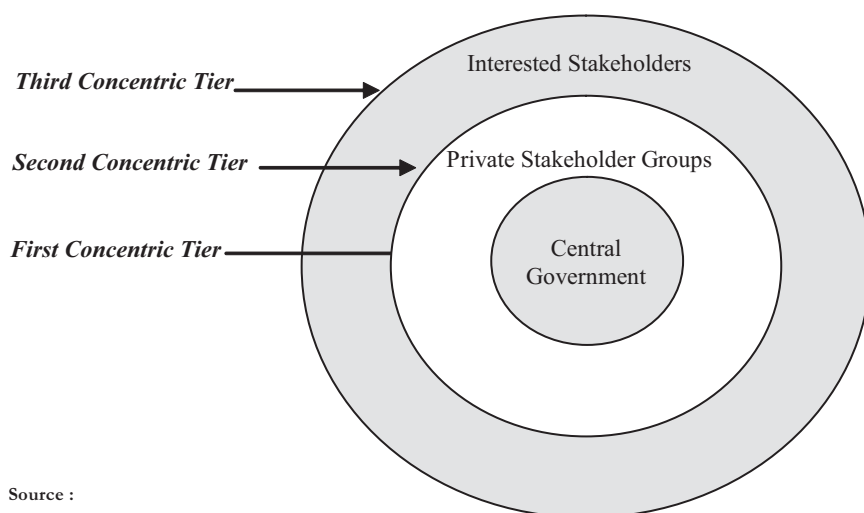 Interested Stakeholders
Third Concentric Tier
Second Concentric Tier
Private Stakeholder Groups
First Concentric Tier
Central
Government
Source :